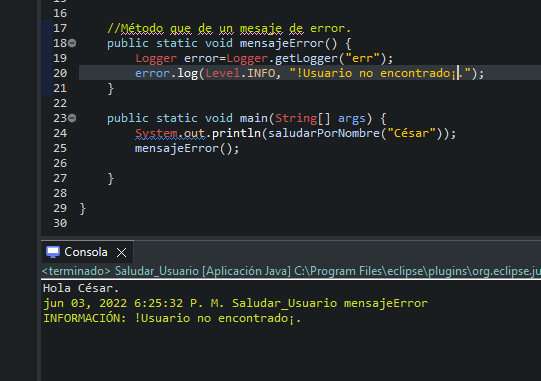 16
17 //Método que de un mesaje de error.
18 public static void mensajeError() {
19 Logger error=Logger.getLogger("err");
20 error.log(Level.INFO, "!Usuario no encontrado¡.");
21 }
22
23 public static void main(String[] args) {
24 System.out.println(saludarPorNombre("César"));
25 mensajeError();
26
27 }
28
29 }
30
Consola
<terminado> Saludar_Usuario [Aplicación Java] C:\Program Files\eclipse\plugins\org.eclipse.ju
Hola César.
jun 03, 2022 6:25:32 P. M. Saludar_Usuario mensajeError
INFORMACIÓN: !Usuario no encontrado¡.